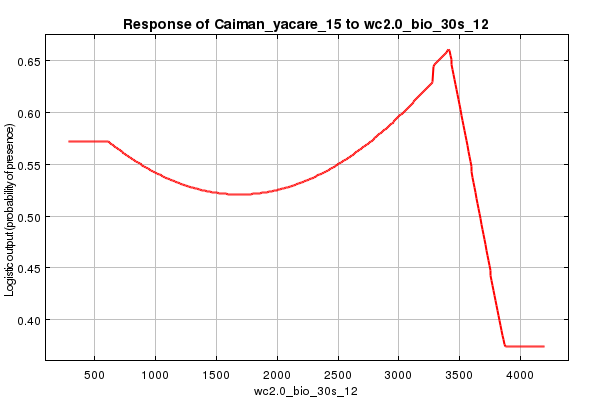 Response of Caiman_yacare_15 to wc2.0_bio_30s_12
Logistic output (probability of presence)
0.65
0.60
0.55
0.50
0.45
0.40
500 1000 1500 2000 2500 3000 3500 4000
wc2.0_bio_30s_12